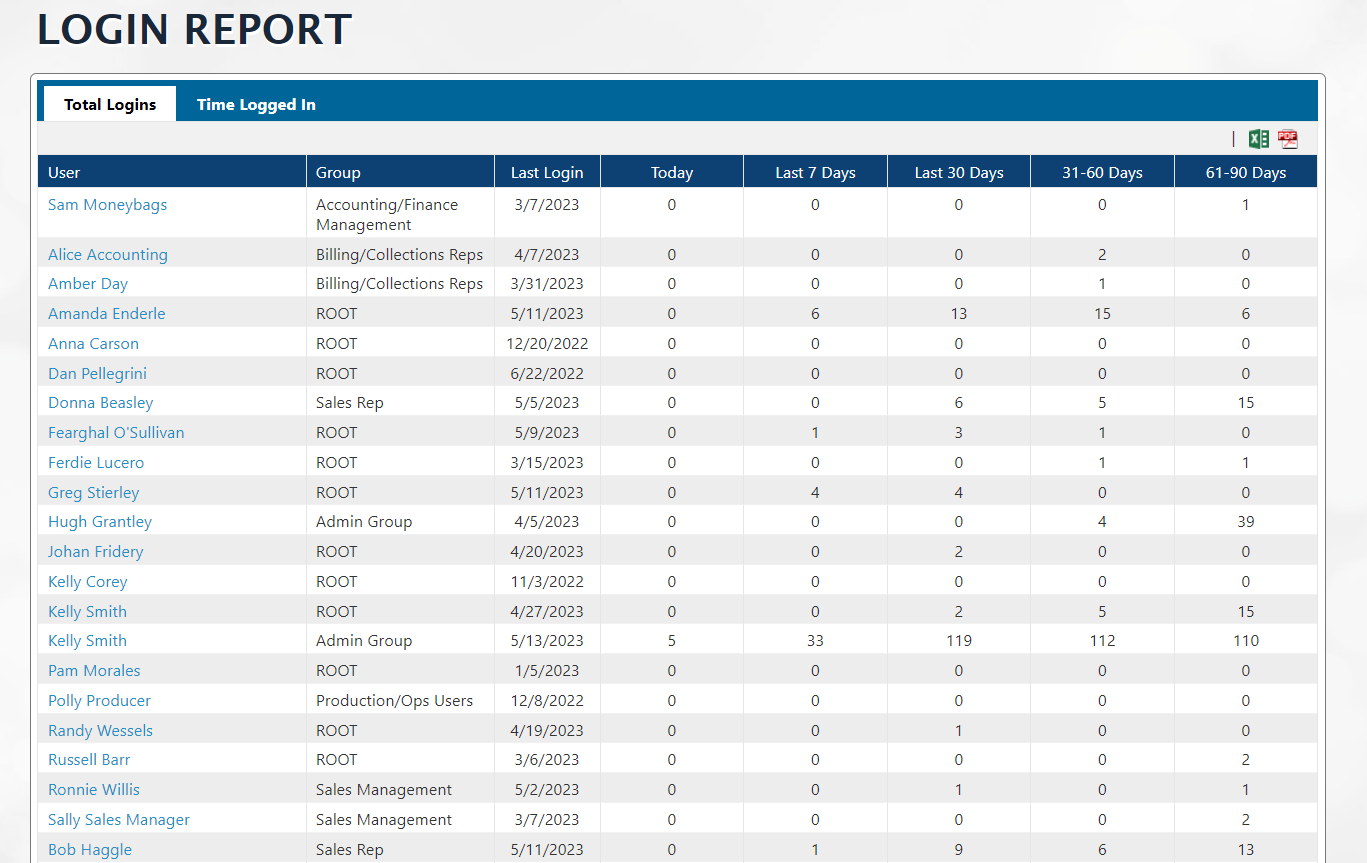 LOGIN REPORT
Total Logins Time Logged In
|
PDF
User Group Last Login Today Last 7 Days Last 30 Days 31-60 Days 61-90 Days
Sam Moneybags Accounting/Finance 3/7/2023 0 0 0 0 1
Management
Alice Accounting Billing/Collections Reps 4/7/2023 0 0 0 2 0
Amber Day Billing/Collections Reps 3/31/2023 0 0 0 1 0
Amanda Enderle ROOT 5/11/2023 0 6 13 15 6
Anna Carson ROOT 12/20/2022 0 0 0 0 0
Dan Pellegrini ROOT 6/22/2022 0 0 0 0 0
Donna Beasley Sales Rep 5/5/2023 0 0 6 5 15
Fearghal O'Sullivan ROOT 5/9/2023 0 1 3 1 0
Ferdie Lucero ROOT 3/15/2023 0 0 0 1 1
Greg Stierley ROOT 5/11/2023 0 4 4 0 0
Hugh Grantley Admin Group 4/5/2023 0 0 0 4 39
Johan Fridery ROOT 4/20/2023 0 0 2 0 0
Kelly Corey ROOT 11/3/2022 0 0 0 0 0
Kelly Smith ROOT 4/27/2023 0 0 2 5 15
Kelly Smith Admin Group 5/13/2023 5 33 119 112 110
Pam Morales ROOT 1/5/2023 0 0 0 0 0
Polly Producer Production/Ops Users 12/8/2022 0 0 0 0 0
Randy Wessels ROOT 4/19/2023 0 0 1 0 0
Russell Barr ROOT 3/6/2023 0 0 0 0 2
Ronnie Willis Sales Management 5/2/2023 0 0 1 0 1
Sally Sales Manager Sales Management 3/7/2023 0 0 0 0 2
Bob Haggle Sales Rep 5/11/2023 0 1 9 6 13